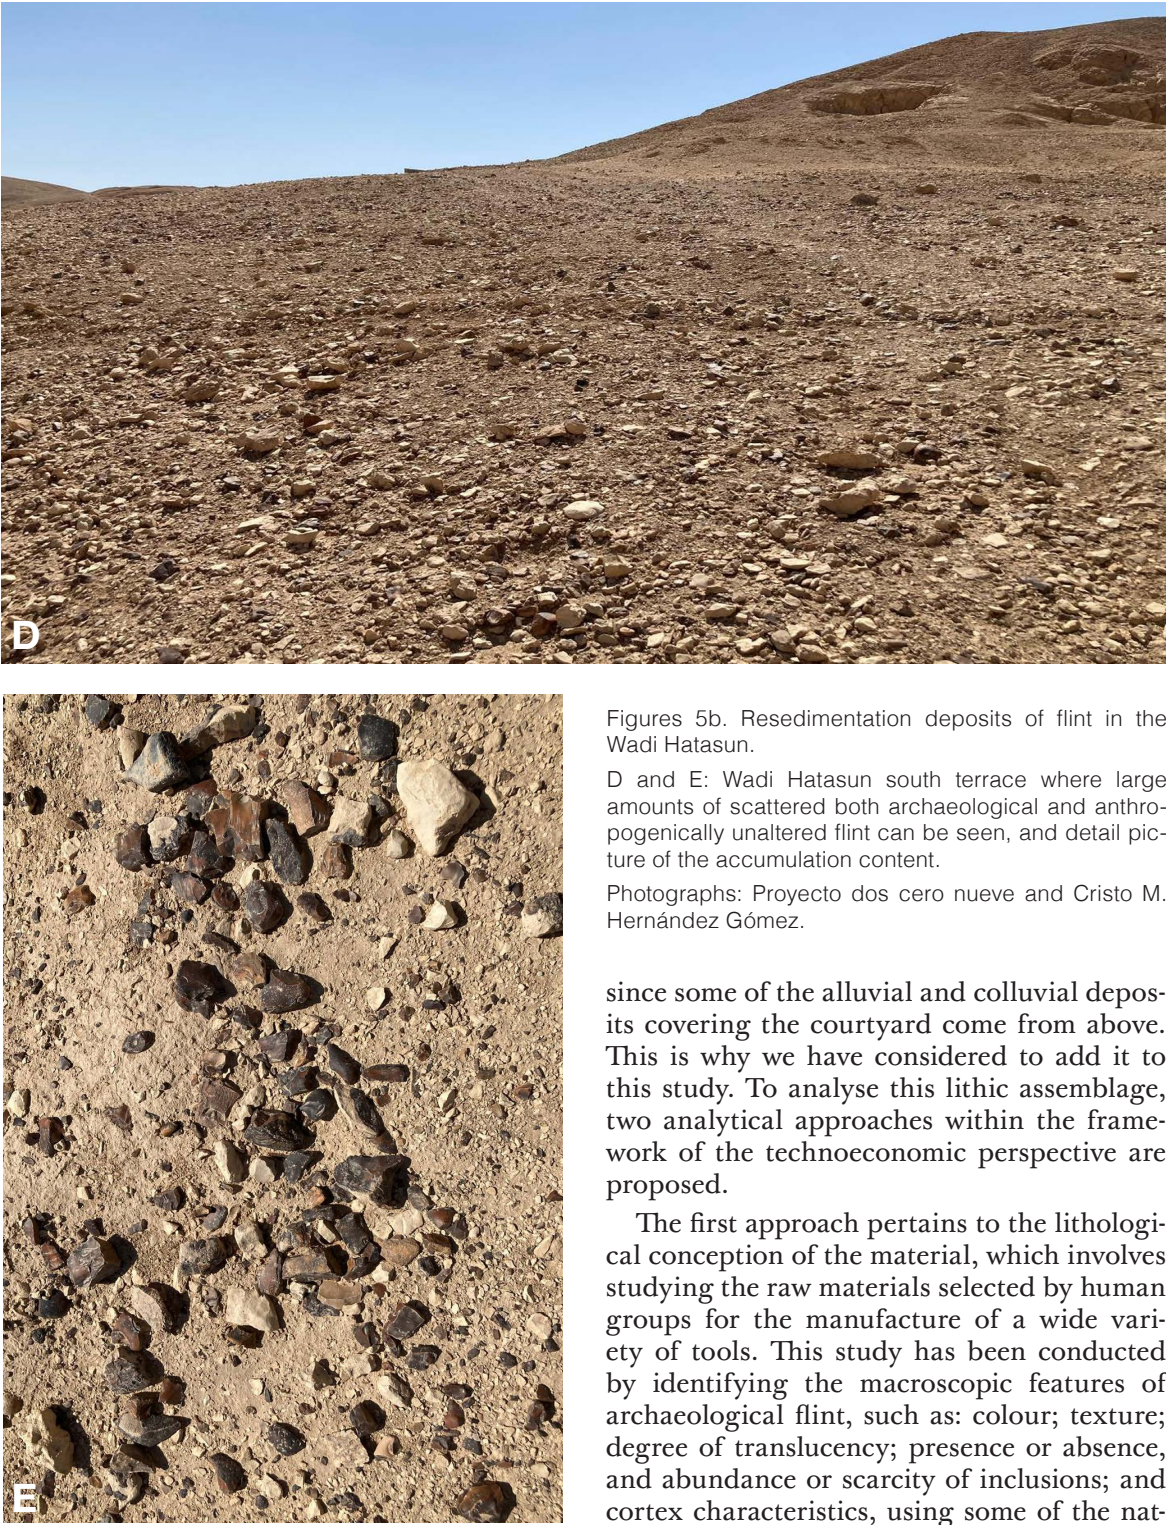 D
E
Figures 5b. Resedimentation deposits of flint in the
Wadi Hatasun.
D and E: Wadi Hatasun south terrace where large
amounts of scattered both archaeological and anthro-
pogenically unaltered flint can be seen, and detail pic-
ture of the accumulation content.
Photographs: Proyecto dos cero nueve and Cristo M.
Hernández Gómez.
since some of the alluvial and colluvial depos-
its covering the courtyard come from above.
This is why we have considered to add it to
this study. To analyse this lithic assemblage,
two analytical approaches within the frame-
work of the technoeconomic perspective are
proposed.
The first approach pertains to the lithologi-
cal conception of the material, which involves
studying the raw materials selected by human
groups for the manufacture of a wide vari-
ety of tools. This study has been conducted
by identifying the macroscopic features of
archaeological flint, such as: colour; texture;
degree of translucency; presence or absence,
and abundance or scarcity of inclusions; and
cortex characteristics, using some of the nat-